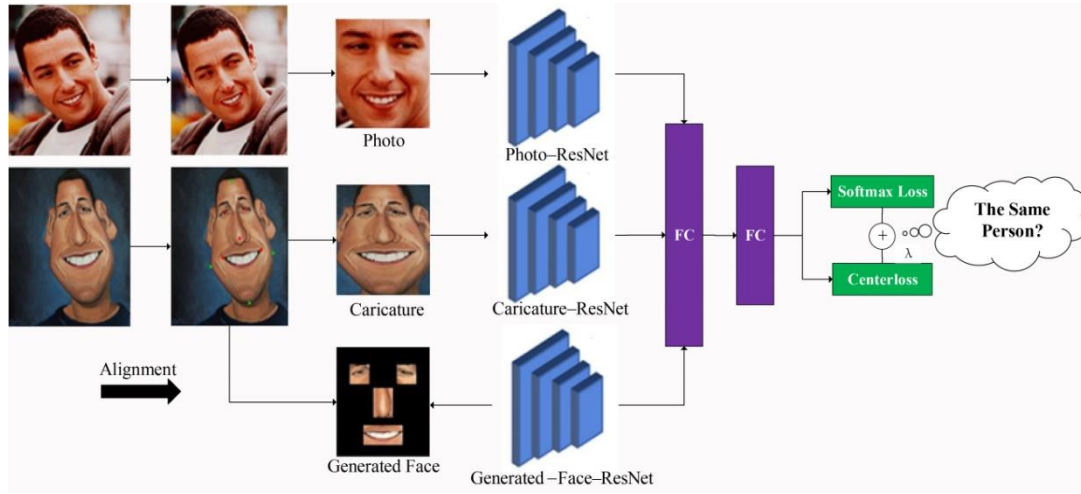 Photo
Photo–ResNet
Caricature
Caricature–ResNet
Alignment
Generated Face
Generated –Face–ResNet
FC
FC
Softmax Loss
+
λ
Centerloss
The Same
Person?